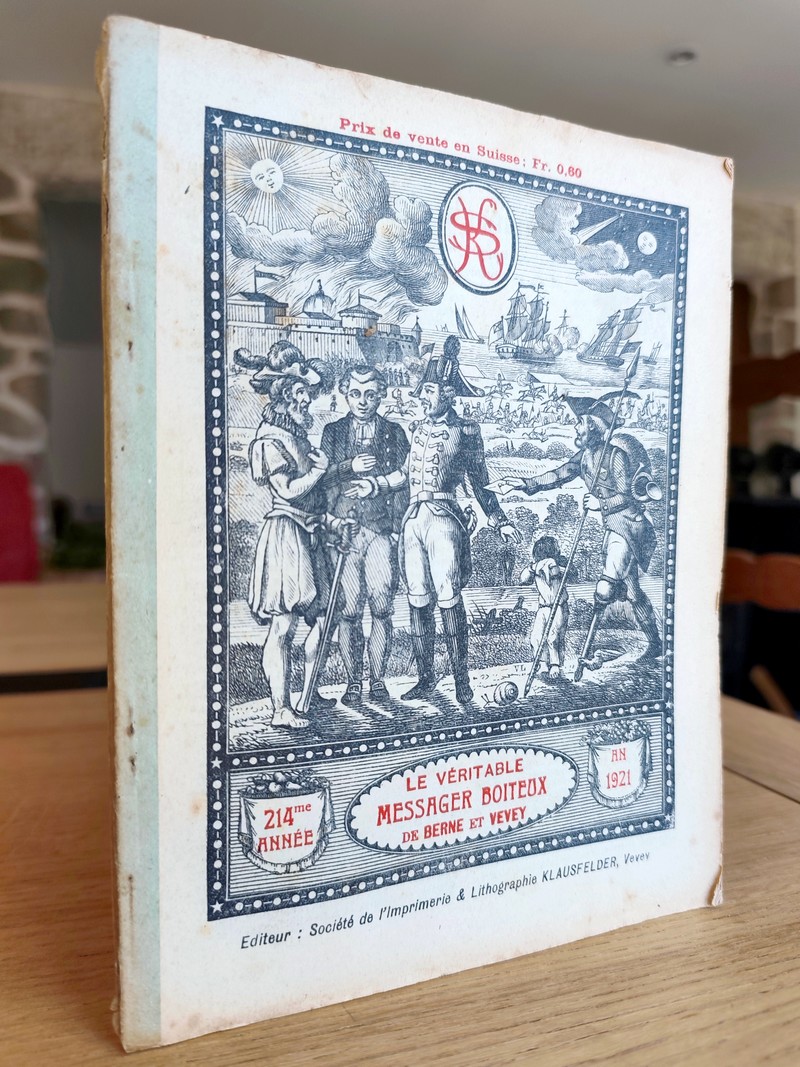 Prix de vente en Suisse: Fr. 0,60
214me
ANNÉE
LE VÉRITABLE
MESSAGER BOITEUX
DE BERNE ET VEVEY
AN
1921
Editeur : Société de l'Imprimerie & Lithographie KLAUSFELDER, Vevey